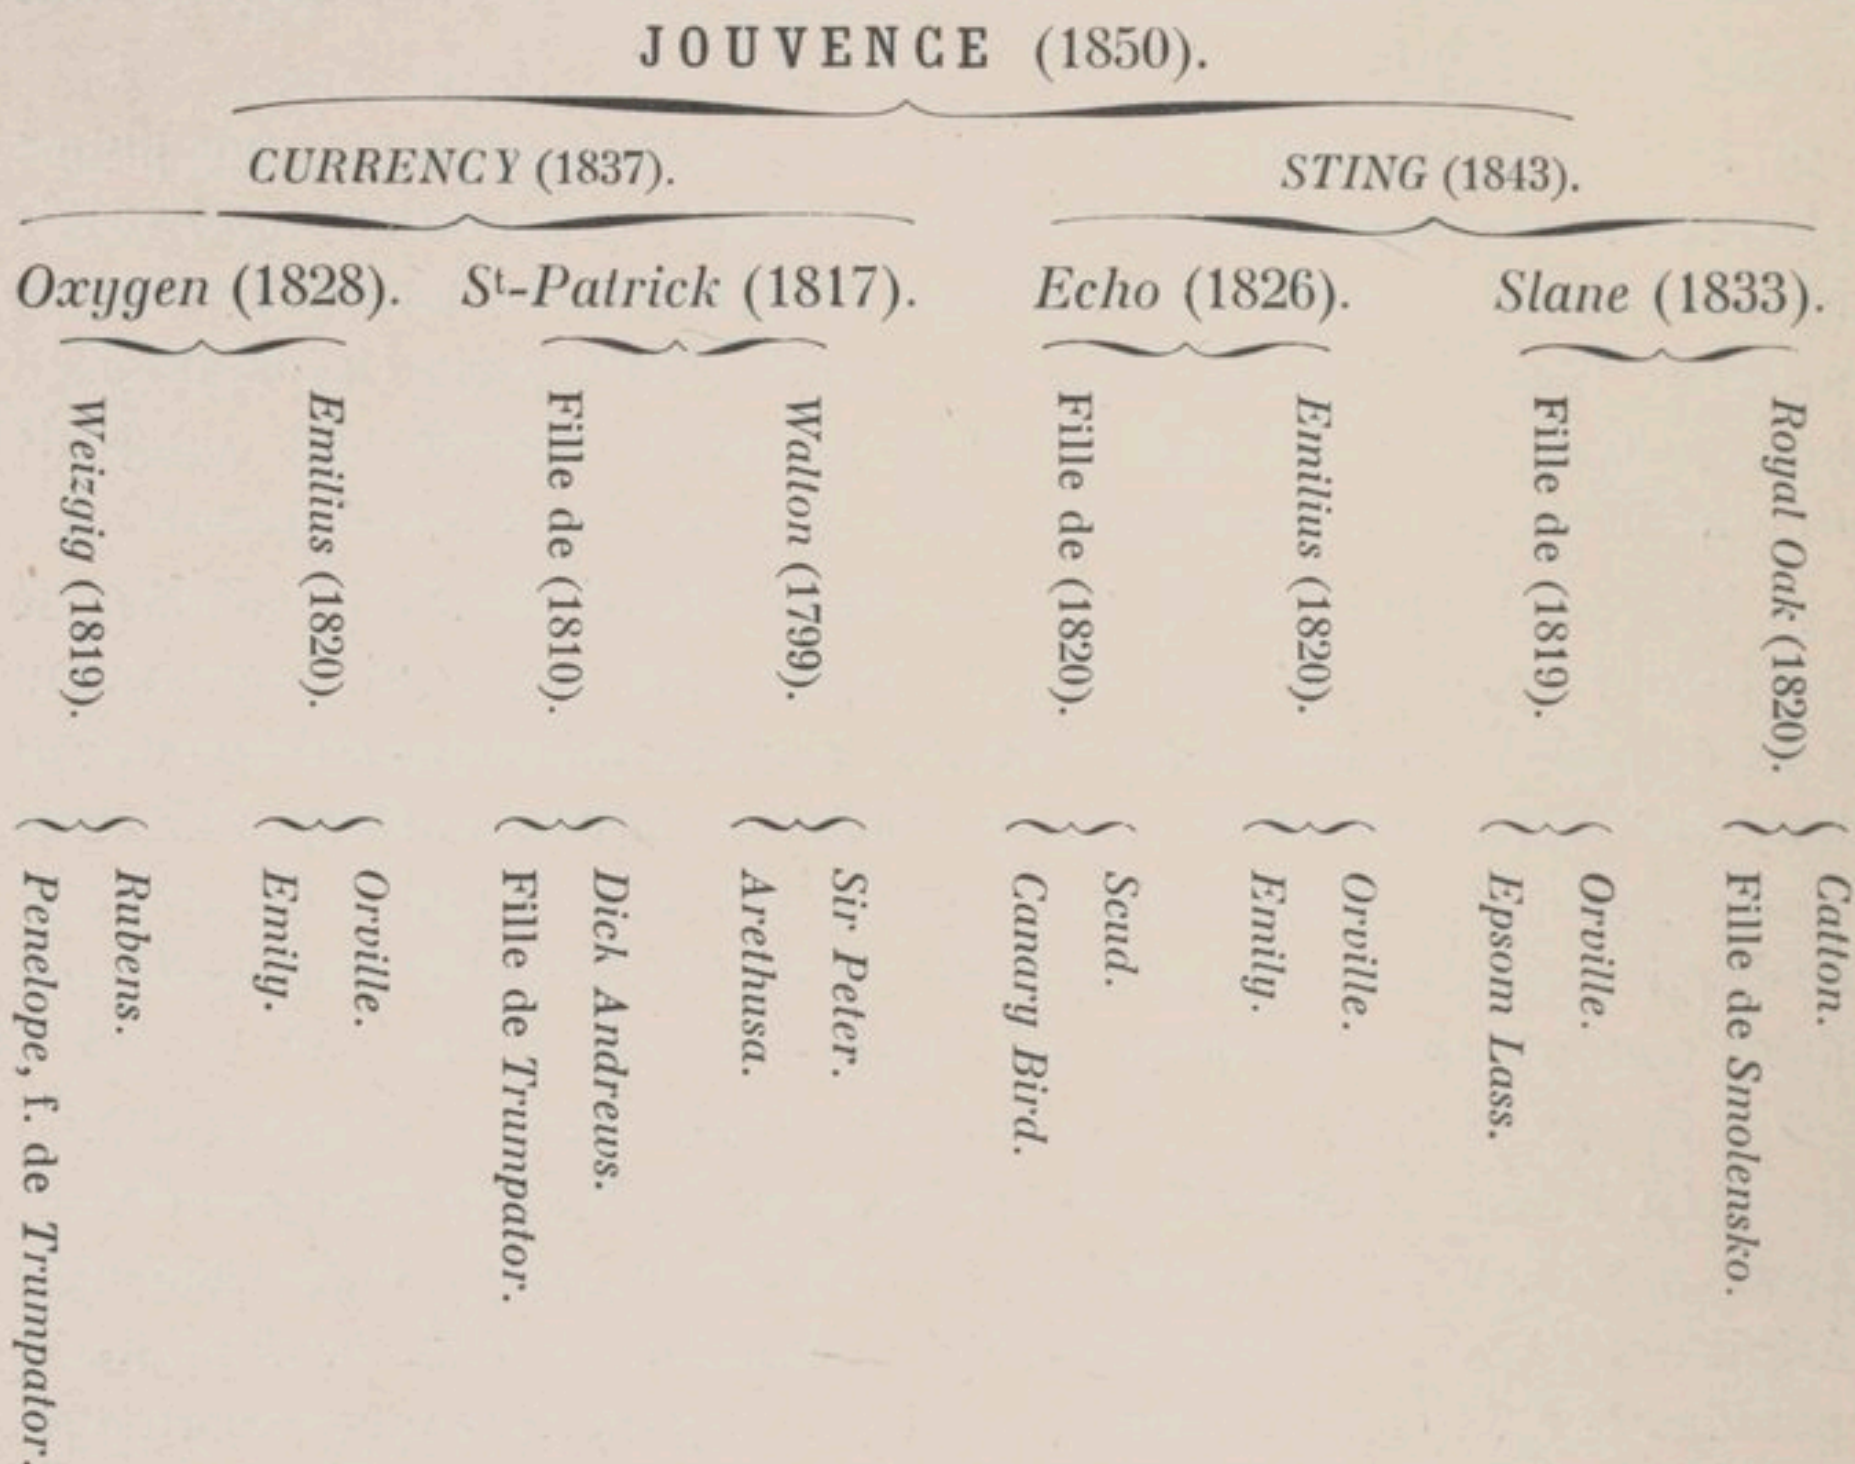 JOUVENCE (1850).
CURRENCY (1837).
STING (1843).
Oxygen (1828).
St-Patrick (1817).
Echo (1826).
Slane (1833).
Weizgig (1819).
Emilius (1820).
Fille de (1810).
Walton (1799).
Fille de (1820).
Emilius (1820).
Fille de (1819).
Royal Oak (1820).
Penelope, f. de Trumpator.
Rubens.
Emily.
Orville.
Fille de Trumpator.
Dick Andrews.
Arethusa.
Sir Peter.
Canary Bird.
Scud.
Emily.
Orville.
Epsom Lass.
Orville.
Fille de Smolensko.
Catton.